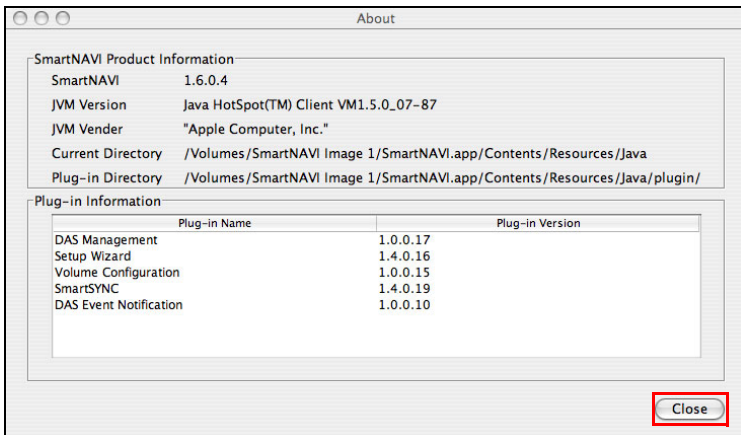 About
SmartNAVI Product Information
SmartNAVI 1.6.0.4
JVM Version Java HotSpot(TM) Client VM1.5.0_07-87
JVM Vender "Apple Computer, Inc."
Current Directory /Volumes/SmartNAVI Image 1/SmartNAVI.app/Contents/Resources/Java
Plug-in Directory /Volumes/SmartNAVI Image 1/SmartNAVI.app/Contents/Resources/Java/plugin/
Plug-in Information
Plug-in Name Plug-in Version
DAS Management 1.0.0.17
Setup Wizard 1.4.0.16
Volume Configuration 1.0.0.15
SmartSYNC 1.4.0.19
DAS Event Notification 1.0.0.10
Close